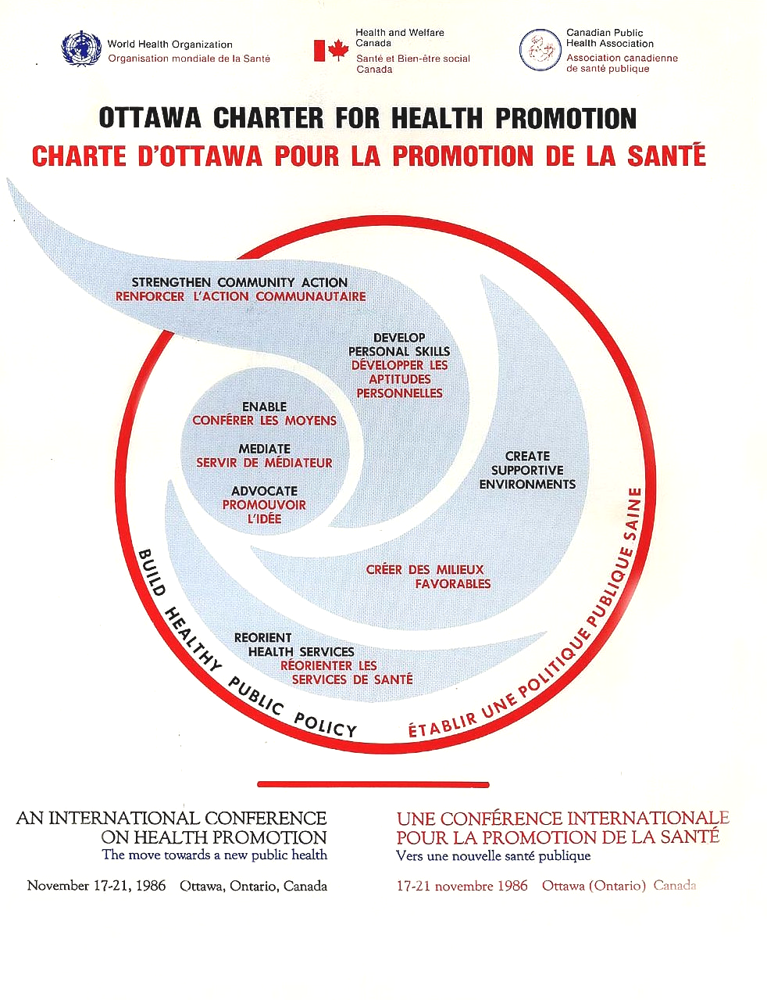 World Health Organization
Organisation mondiale de la Santé
Health and Welfare
Canada
Santé et Bien-être social
Canada
Canadian Public
Health Association
Association canadienne
de santé publique
OTTAWA CHARTER FOR HEALTH PROMOTION
CHARTE D'OTTAWA POUR LA PROMOTION DE LA SANTÉ
STRENGTHEN COMMUNITY ACTION
RENFORCER L'ACTION COMMUNAUTAIRE
DEVELOP
PERSONAL SKILLS
DÉVELOPPER LES
APTITUDES
PERSONNELLES
ENABLE
CONFÉRER LES MOYENS
MEDIATE
SERVIR DE MÉDIATEUR
ADVOCATE
PROMOUVOIR
L'IDÉE
CREATE
SUPPORTIVE
ENVIRONMENTS
CRÉER DES MILIEUX
FAVORABLES
REORIENT
HEALTH SERVICES
RÉORIENTER LES
SERVICES DE SANTÉ
BUILD HEALTHY PUBLIC POLICY
ÉTABLIR UNE POLITIQUE PUBLIQUE SAINE
AN INTERNATIONAL CONFERENCE
ON HEALTH PROMOTION
The move towards a new public health
November 17-21, 1986 Ottawa, Ontario, Canada
UNE CONFÉRENCE INTERNATIONALE
POUR LA PROMOTION DE LA SANTÉ
Vers une nouvelle santé publique
17-21 novembre 1986 Ottawa (Ontario) Canada